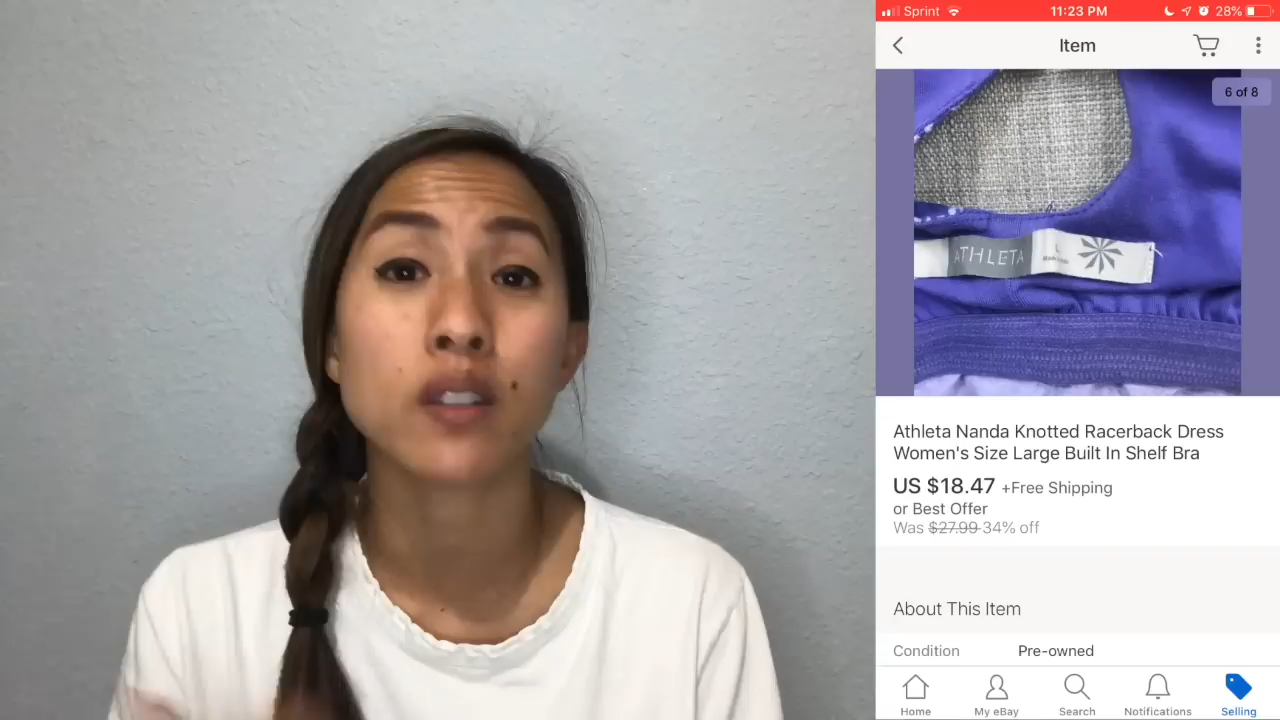 Sprint 11:23 PM 28%
Item
6 of 8
ATHLETA L
Athleta Nanda Knotted Racerback Dress
Women's Size Large Built In Shelf Bra
US $18.47 +Free Shipping
or Best Offer
Was $27.99 34% off
About This Item
Condition Pre-owned
Home My eBay Search Notifications Selling